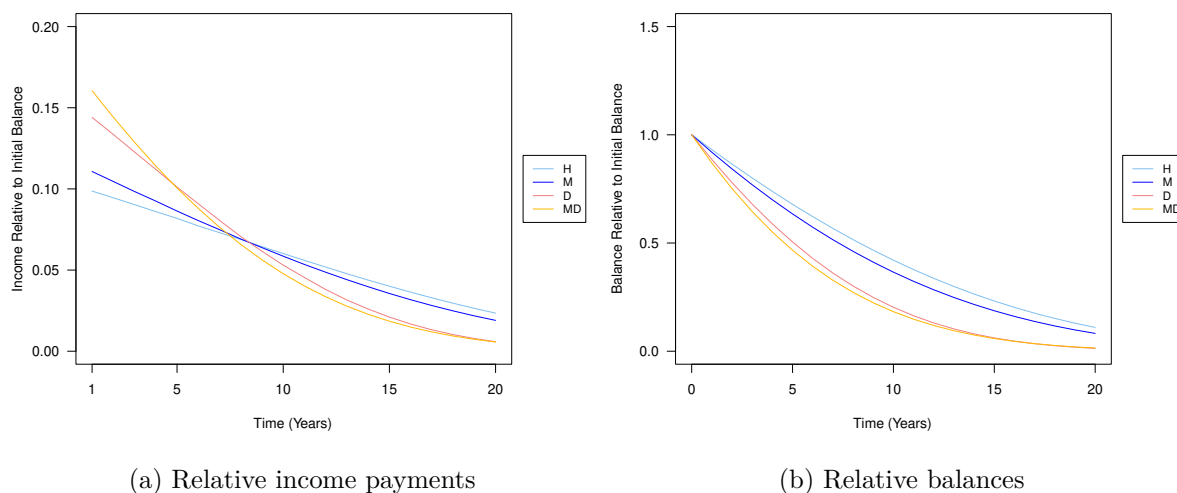 0.20
0.15
0.10
0.05
0.00
Income Relative to Initial Balance
1 5 10 15 20
Time (Years)
H
M
D
MD
(a) Relative income payments
1.5
1.0
0.5
0.0
Balance Relative to Initial Balance
0 5 10 15 20
Time (Years)
H
M
D
MD
(b) Relative balances